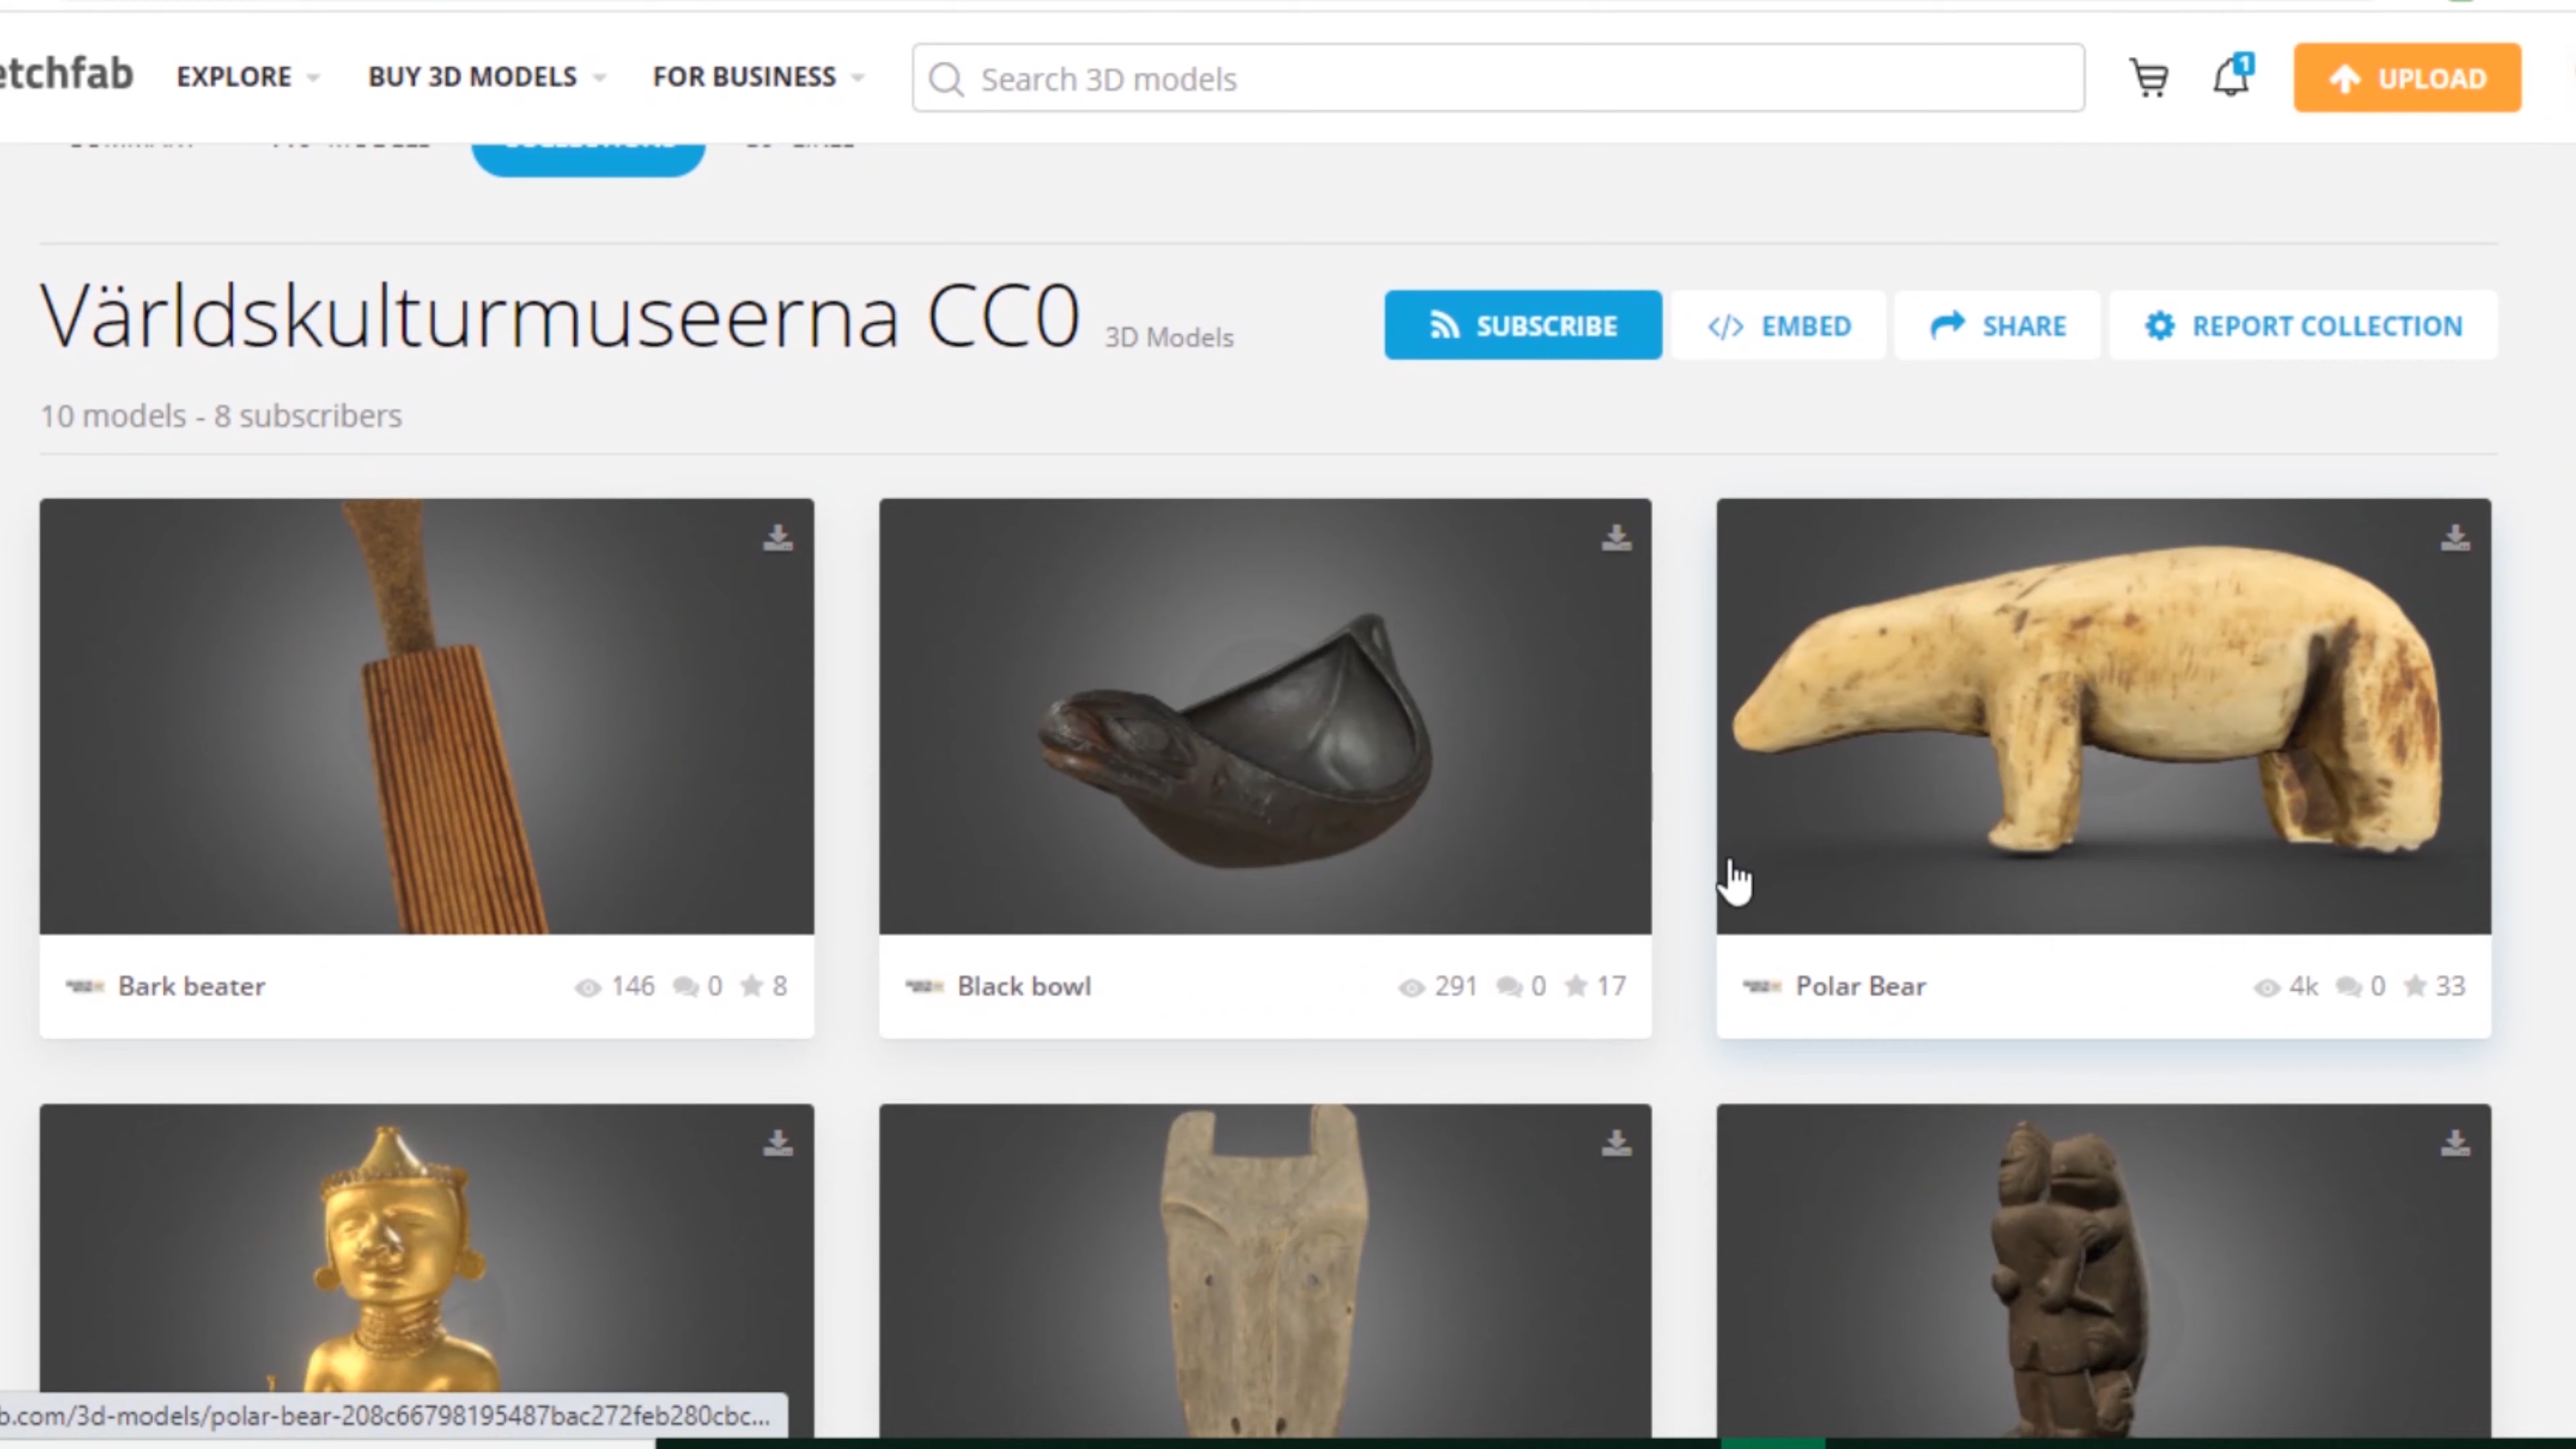 etchfab EXPLORE BUY 3D MODELS FOR BUSINESS Search 3D models 1 UPLOAD
Världskulturmuseerna CC0 3D Models
SUBSCRIBE </> EMBED SHARE REPORT COLLECTION
10 models - 8 subscribers
Bark beater 146 0 8
Black bowl 291 0 17
Polar Bear 4k 0 33
b.com/3d-models/polar-bear-208c66798195487bac272feb280cbc...